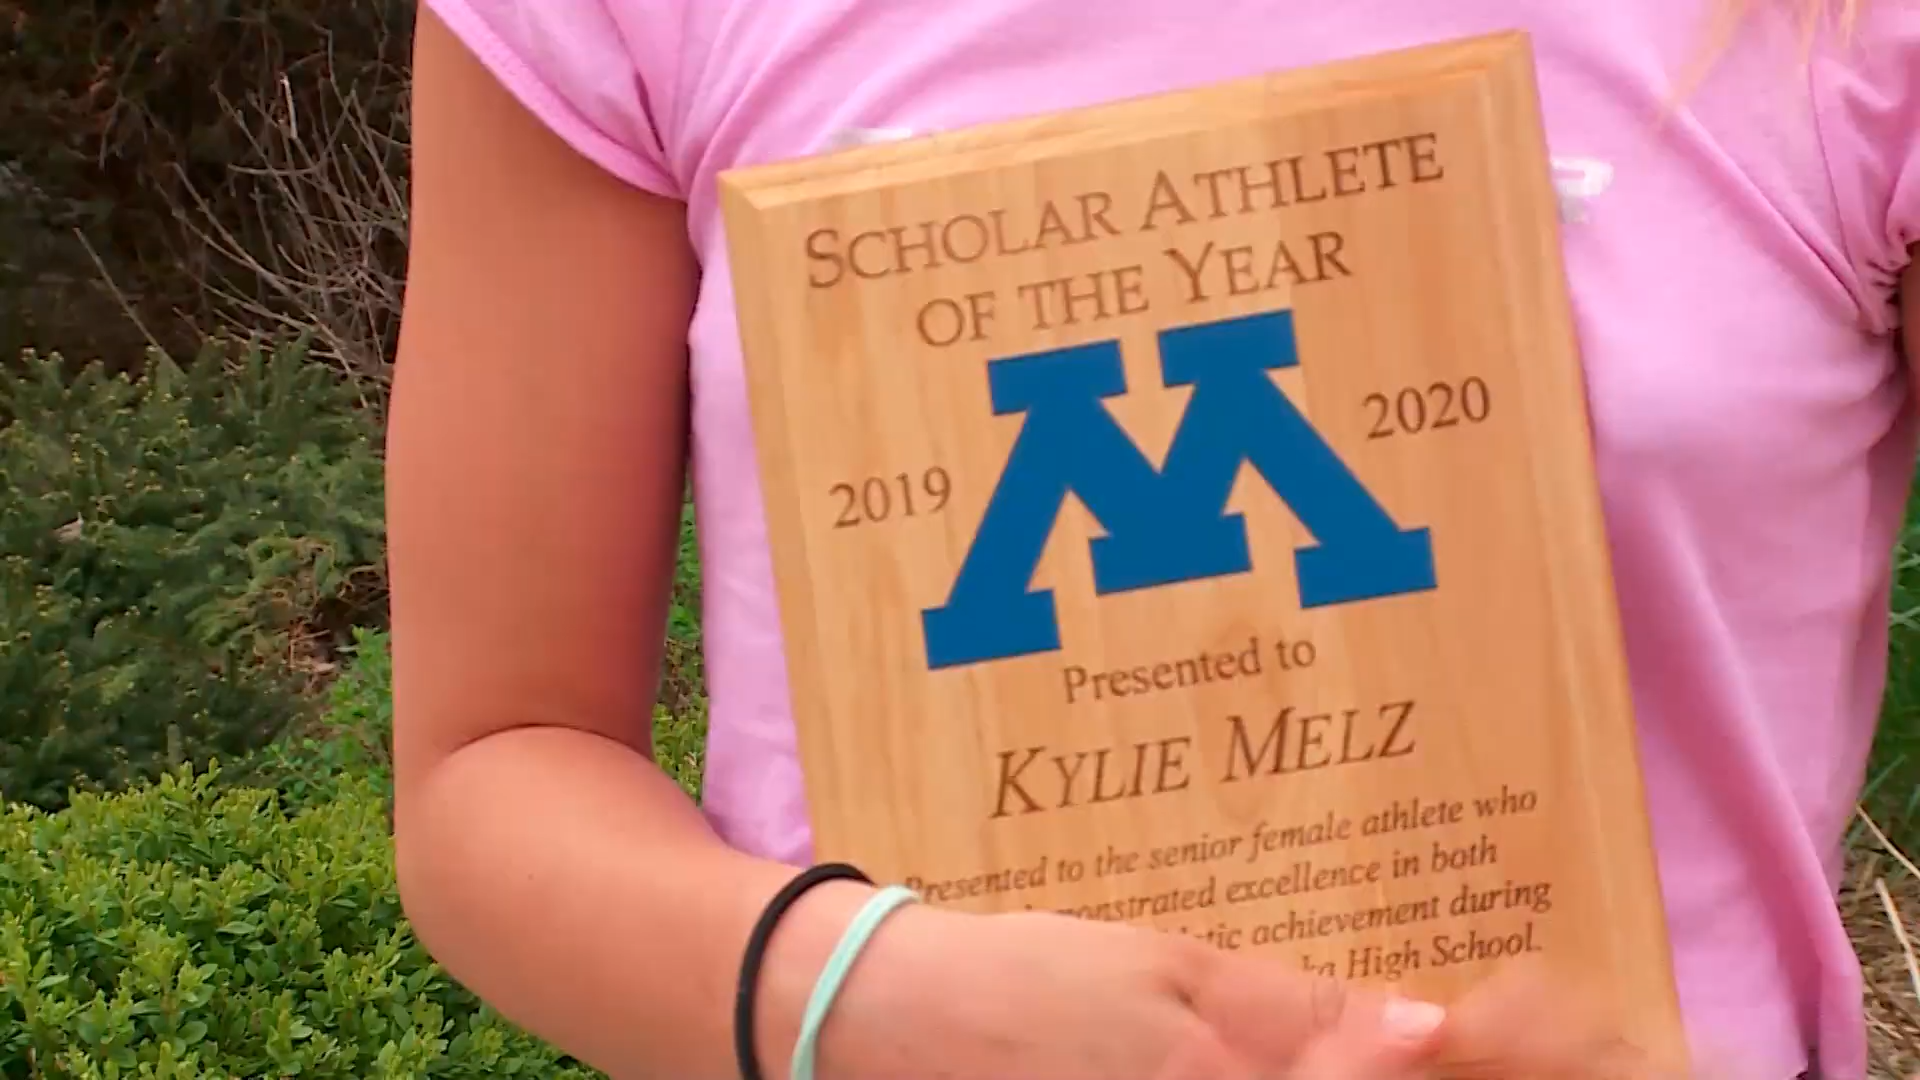 SCHOLAR ATHLETE
OF THE YEAR
M
2019 2020
Presented to
KYLIE MELZ
Presented to the senior female athlete who
excellence in both
achievement during
High School.